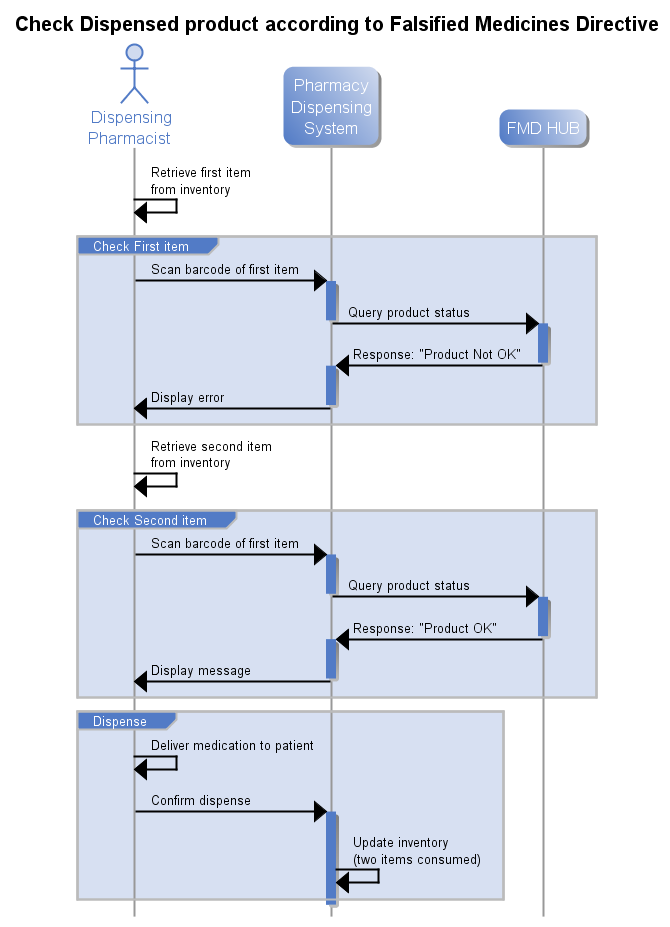 Check Dispensed product according to Falsified Medicines Directive
Dispensing
Pharmacist
Pharmacy
Dispensing
System
FMD HUB
Retrieve first item
from inventory
Check First item
Scan barcode of first item
Query product status
Response: "Product Not OK"
Display error
Retrieve second item
from inventory
Check Second item
Scan barcode of first item
Query product status
Response: "Product OK"
Display message
Dispense
Deliver medication to patient
Confirm dispense
Update inventory
(two items consumed)